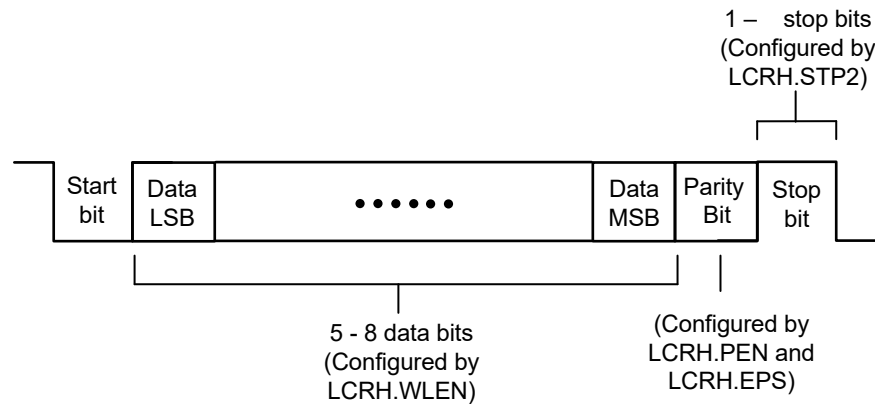 1 – stop bits
(Configured by
LCRH.STP2)
Start
bit
Data
LSB
Data
MSB
Parity
Bit
Stop
bit
5 - 8 data bits
(Configured by
LCRH.WLEN)
(Configured by
LCRH.PEN and
LCRH.EPS)